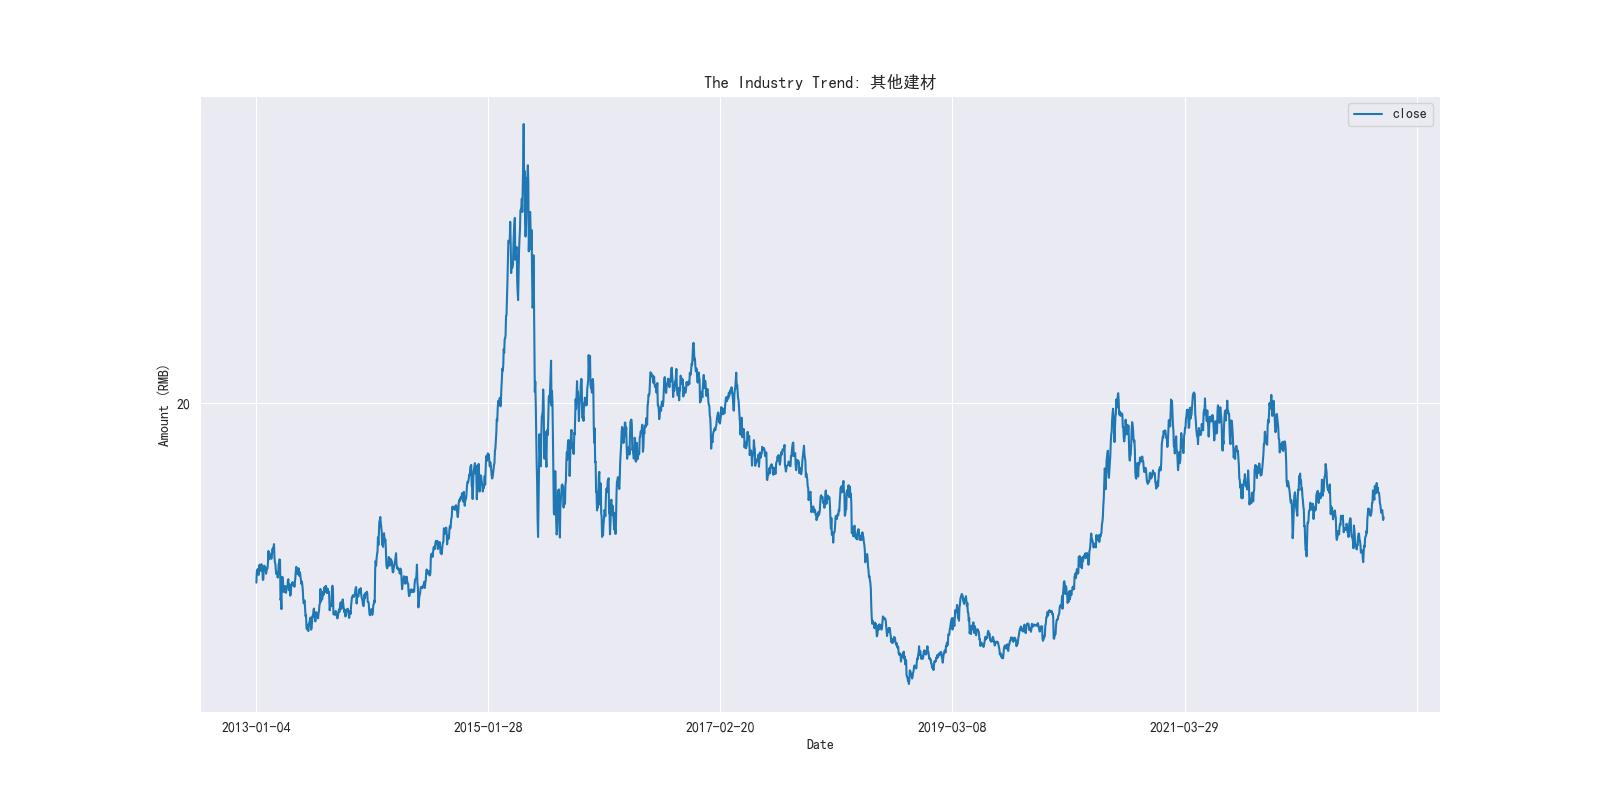 The Industry Trend: 其他建材
close
Amount (RMB)
20
2013-01-04
2015-01-28
2017-02-20
2019-03-08
2021-03-29
Date